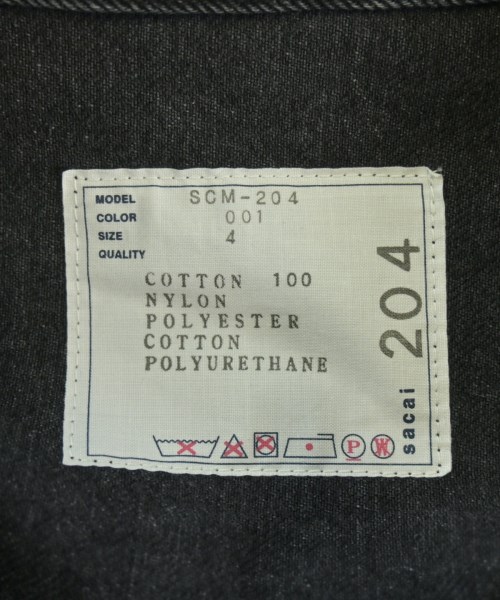 MODEL SCM-204
COLOR 001
SIZE 4
QUALITY
COTTON 100
NYLON
POLYESTER
COTTON
POLYURETHANE
P W
sacai 204